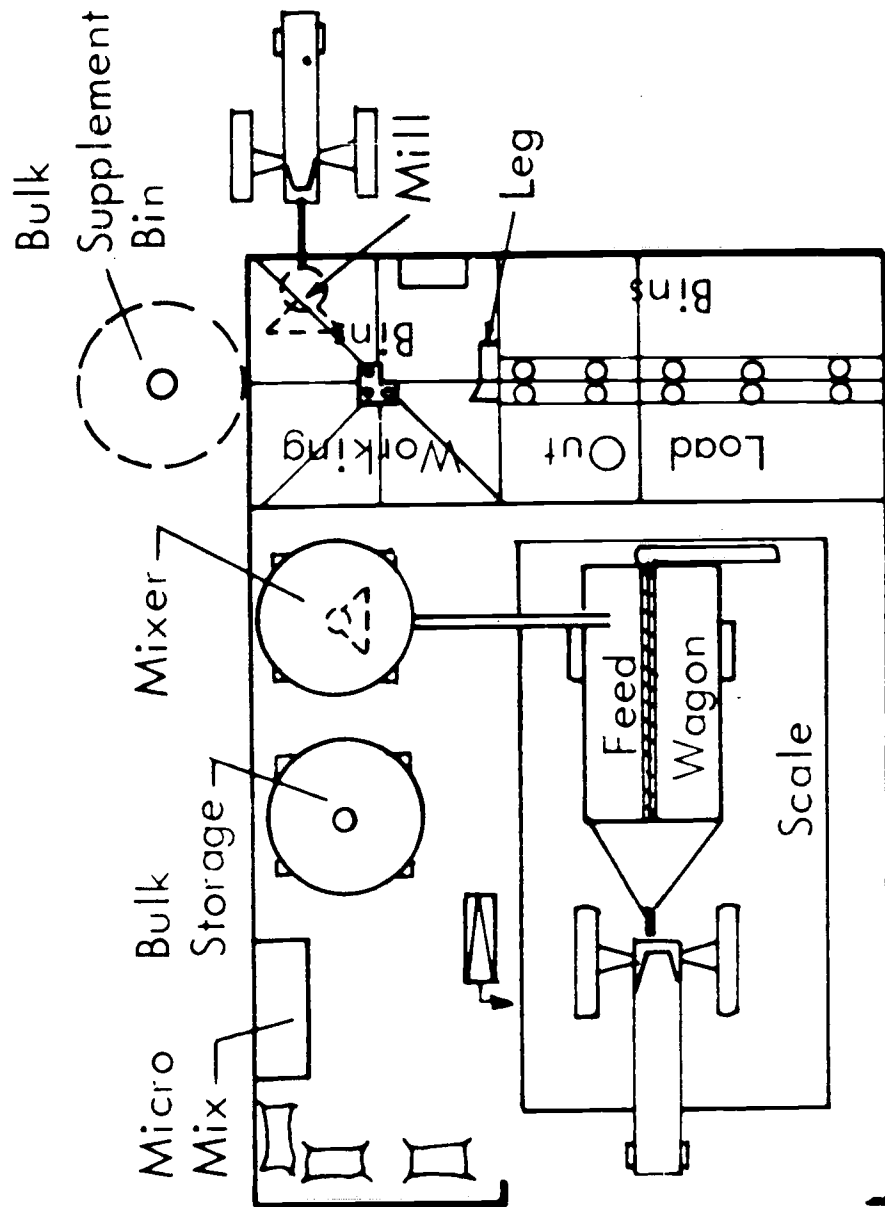 Bulk
Supplement
Bin
Mill
Leg
Mixer
Bulk
Storage
Micro
Mix
Working
Bins
Load
Out
Bins
Feed
Wagon
Scale